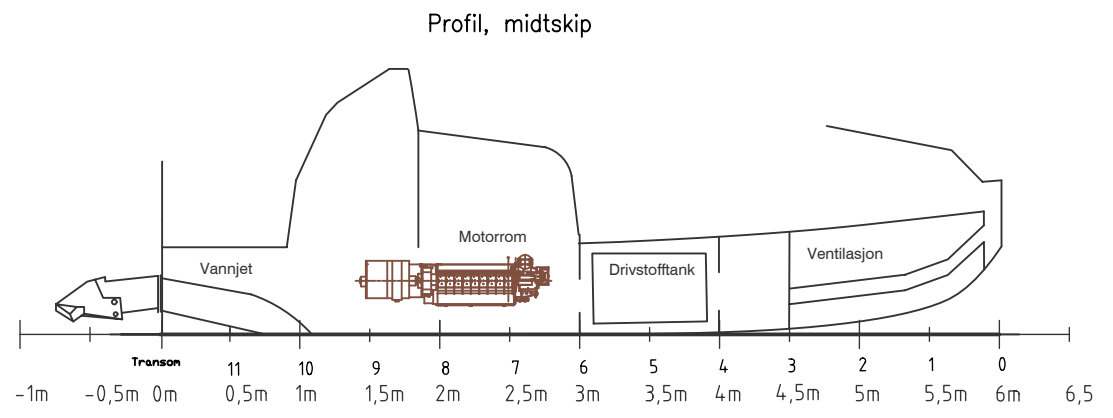 Profil, midtskip
Motorrom
Vannjet
Drivstofftank
Ventilasjon
Transom 11 10 9 8 7 6 5 4 3 2 1 0
-1m -0,5m 0m 0,5m 1m 1,5m 2m 2,5m 3m 3,5m 4m 4,5m 5m 5,5m 6m 6,5